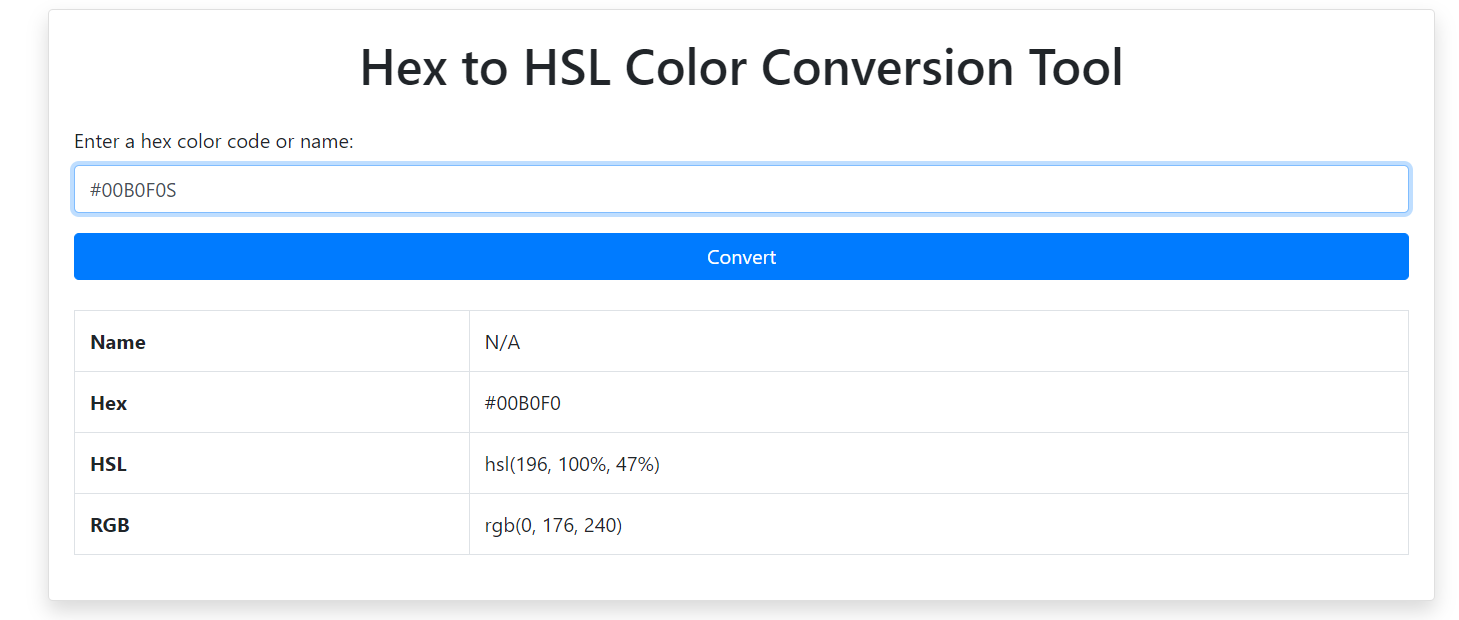 Hex to HSL Color Conversion Tool
Enter a hex color code or name:
#00B0F0S
Convert
Name N/A
Hex #00B0F0
HSL hsl(196, 100%, 47%)
RGB rgb(0, 176, 240)